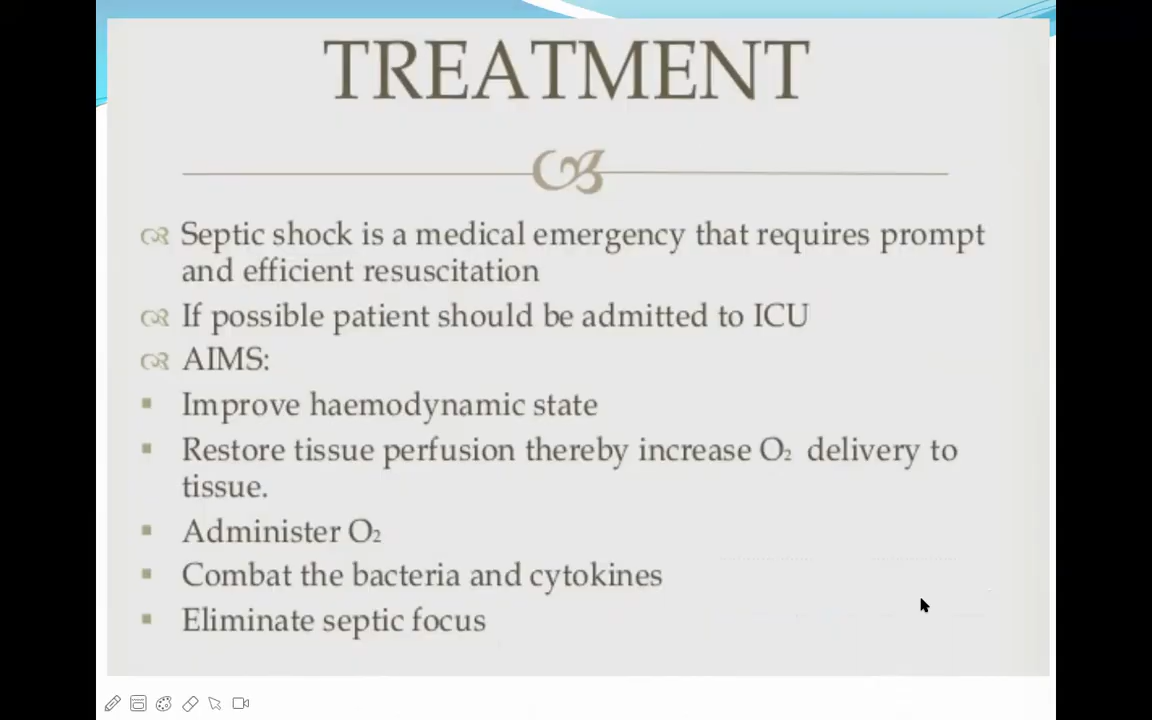 TREATMENT
Septic shock is a medical emergency that requires prompt
and efficient resuscitation
If possible patient should be admitted to ICU
AIMS:
Improve haemodynamic state
Restore tissue perfusion thereby increase O₂ delivery to
tissue.
Administer O₂
Combat the bacteria and cytokines
Eliminate septic focus